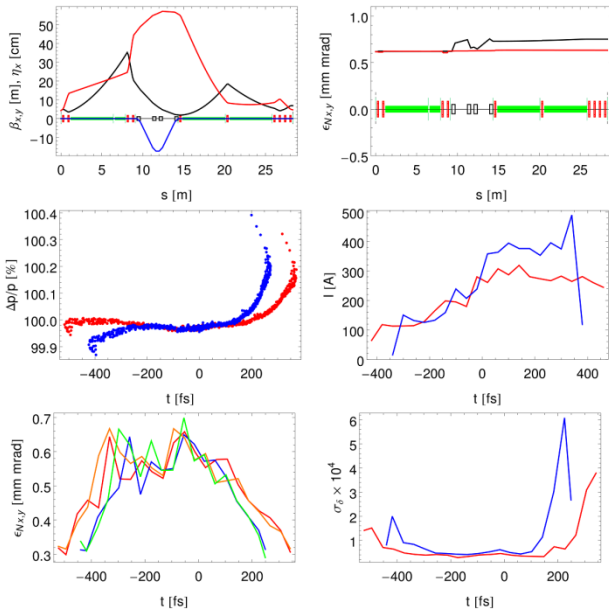 β_{x,y} [m], η_x [cm]
60
50
40
30
20
10
0
-10
0 5 10 15 20 25
s [m]
ϵ_{Nx,y} [mm mrad]
1.0
0.5
0.0
-0.5
0 5 10 15 20 25
s [m]
Δp/p [%]
100.4
100.3
100.2
100.1
100.0
99.9
-400 -200 0 200 400
t [fs]
I [A]
500
400
300
200
100
0
-400 -200 0 200 400
t [fs]
ϵ_{Nx,y} [mm mrad]
0.7
0.6
0.5
0.4
0.3
-400 -200 0 200
t [fs]
σ_δ × 10^4
6
5
4
3
2
1
-400 -200 0 200
t [fs]